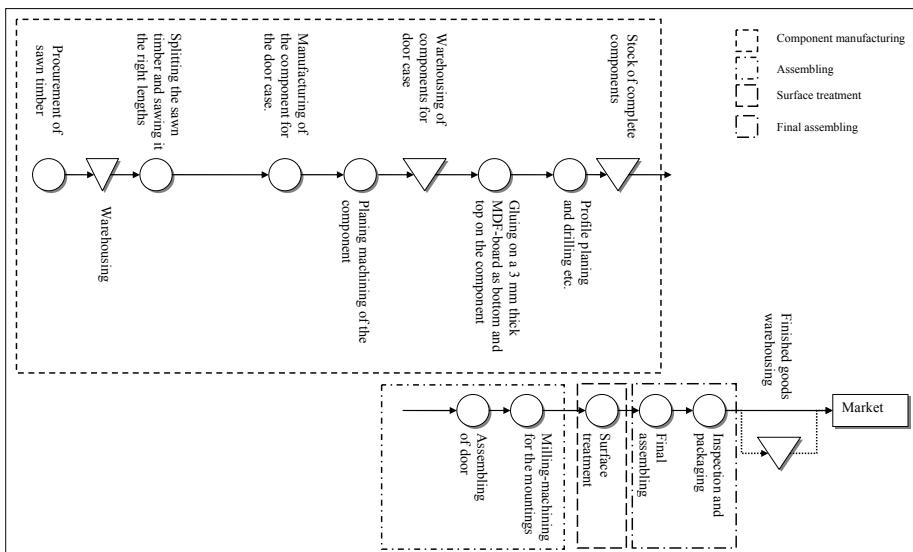 Component manufacturing
Assembling
Surface treatment
Final assembling
Procurement of
sawn timber
Warehousing
Splitting the sawn
timber and sawing it
the right lengths
Manufacturing of
the component for
the door case.
Planing machining of the
component
Warehousing of
components for
door case
Gluing on a 3 mm thick
MDF-board as bottom and
top on the component
Profile planing
and drilling etc.
Stock of complete
components
Assembling
of door
Milling-machining
for the mountings
Surface
treatment
Final
assembling
Inspection and
packaging
Finished goods
warehousing
Market